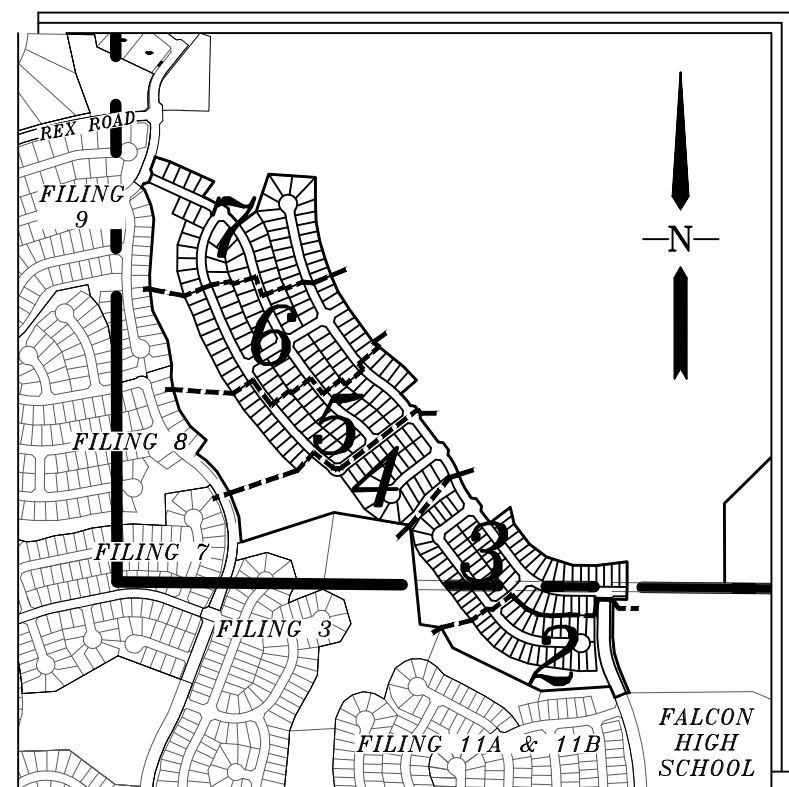 REX ROAD
FILING
9
7
N
6
5
FILING 8
4
3
FILING 7
FILING 3
2
FALCON
HIGH
SCHOOL
FILING 11A & 11B